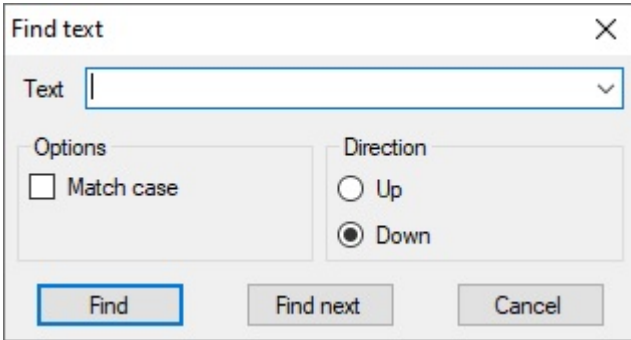 Find text
Text
Options
Match case
Direction
Up
Down
Find
Find next
Cancel